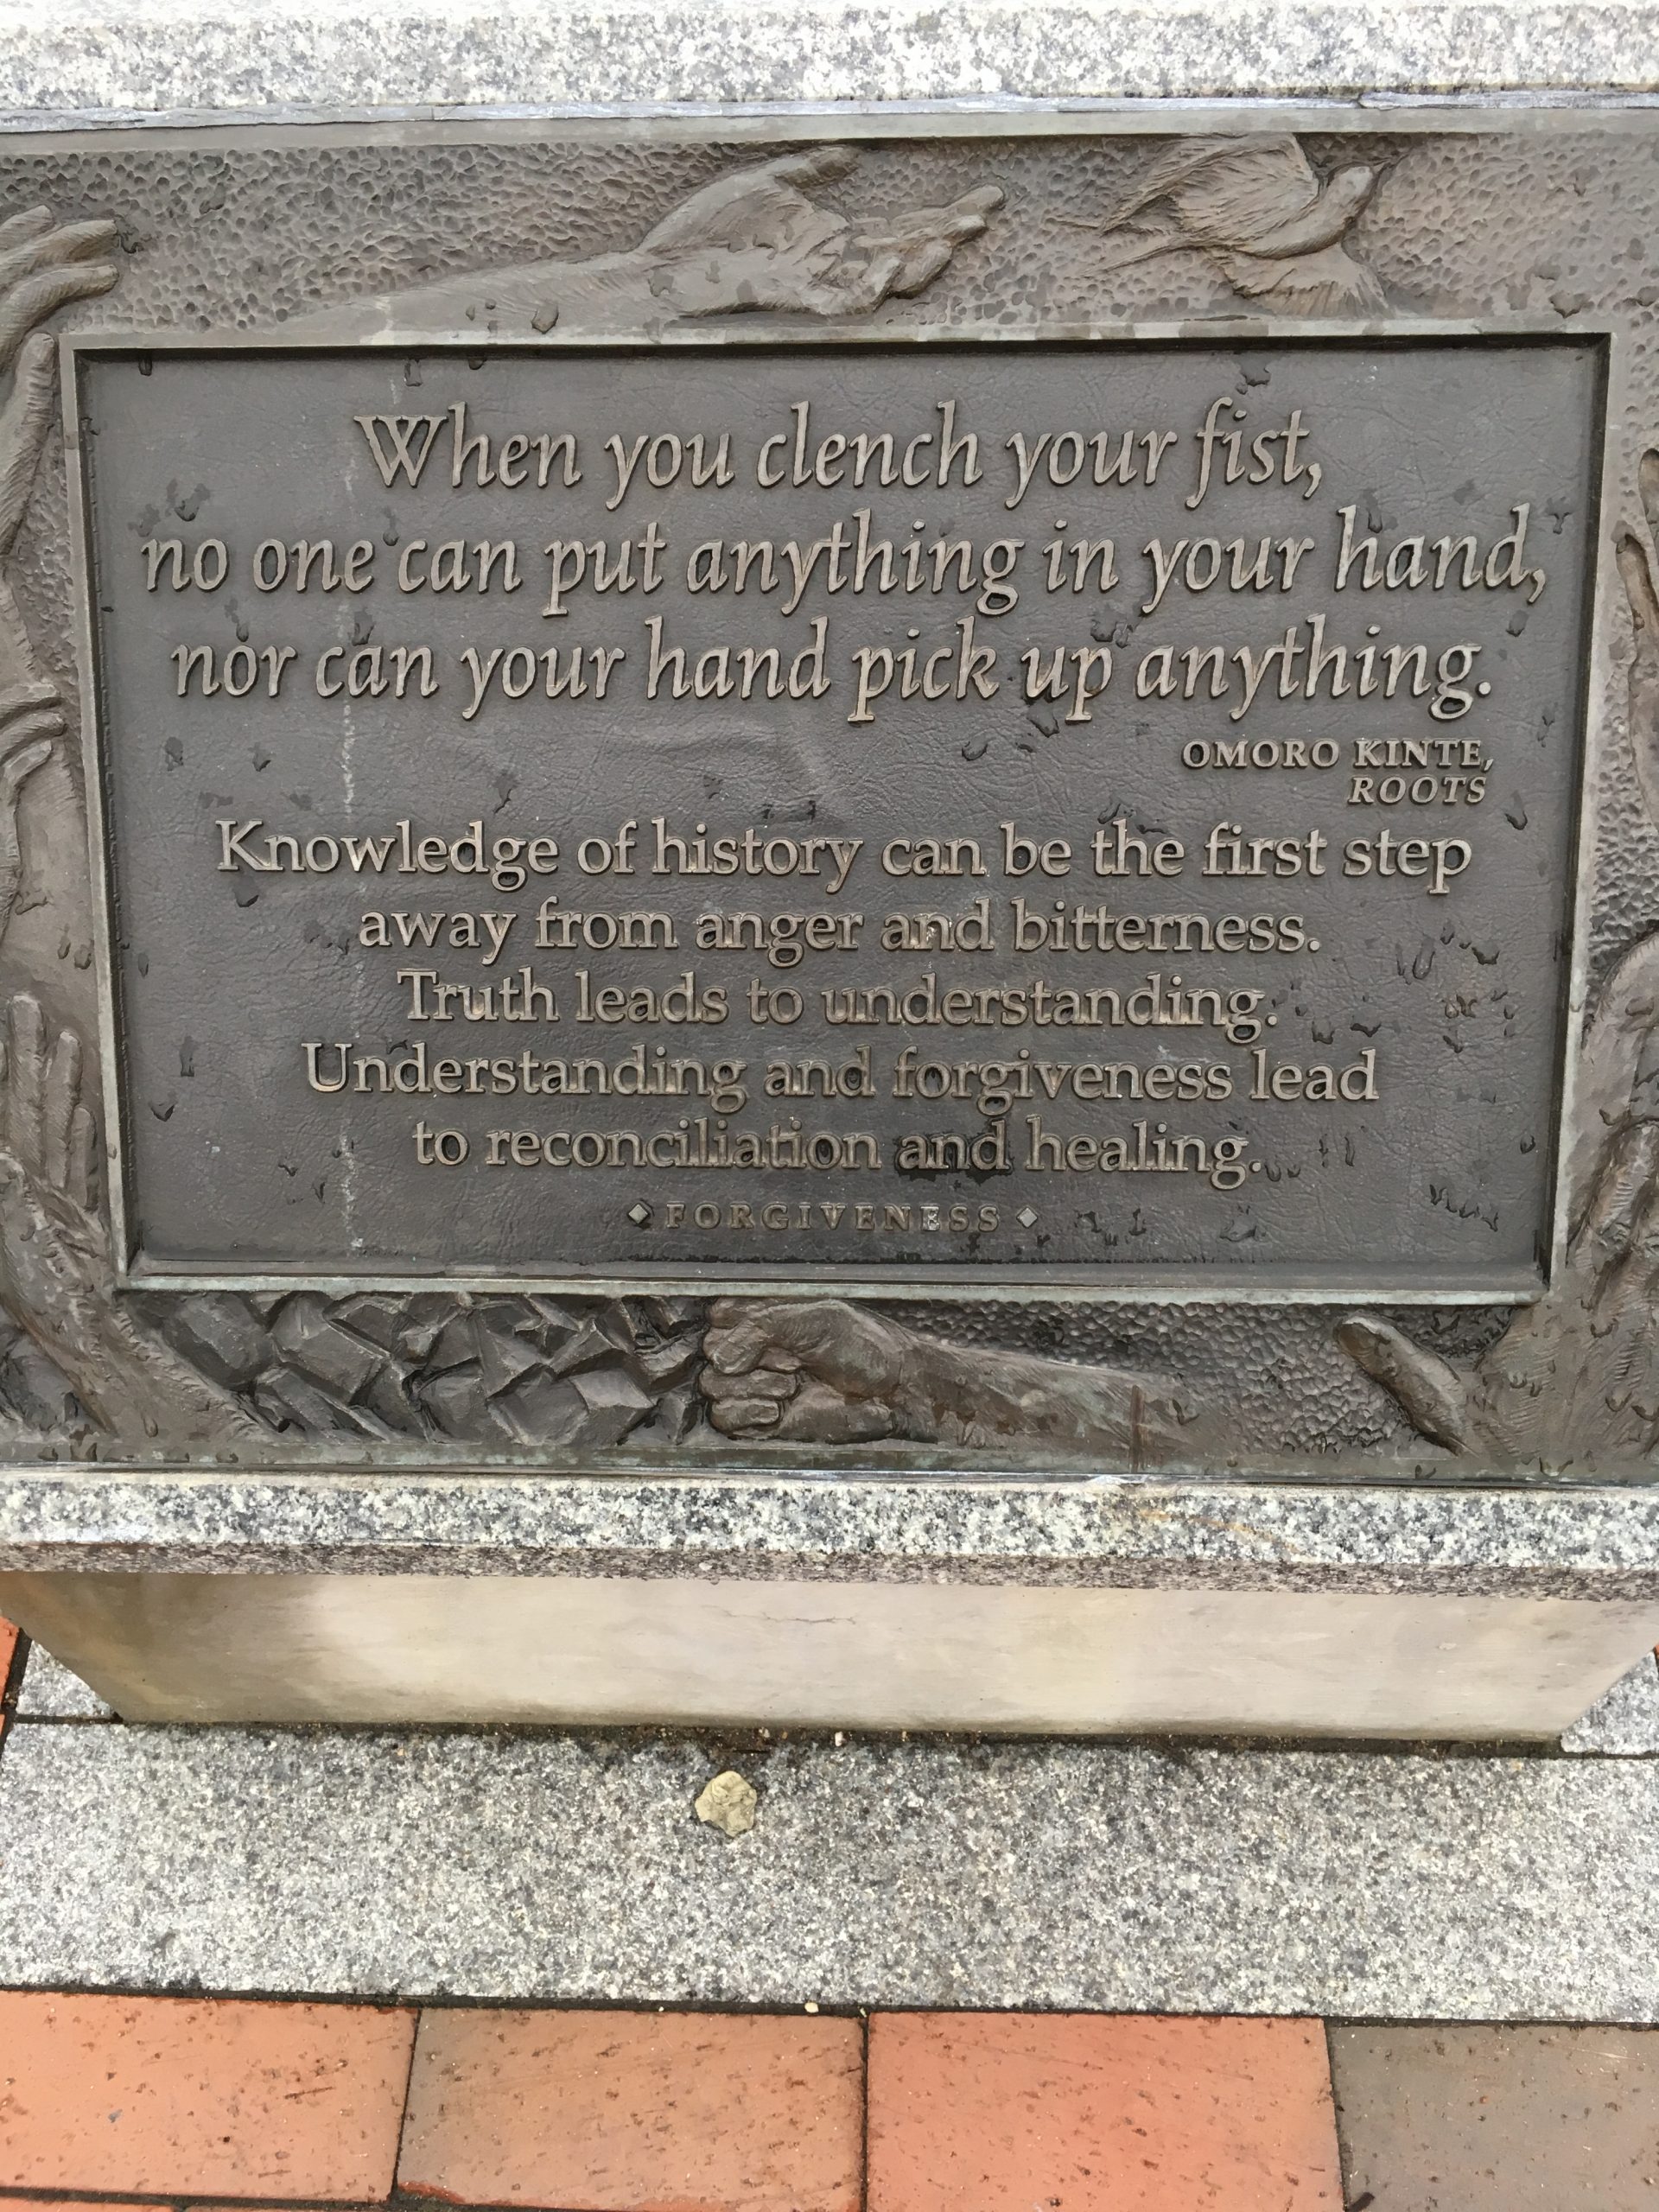 When you clench your fist,
no one can put anything in your hand,
nor can your hand pick up anything.
OMORO KINTE,
ROOTS
Knowledge of history can be the first step
away from anger and bitterness.
Truth leads to understanding.
Understanding and forgiveness lead
to reconciliation and healing.
◆ FORGIVENESS ◆